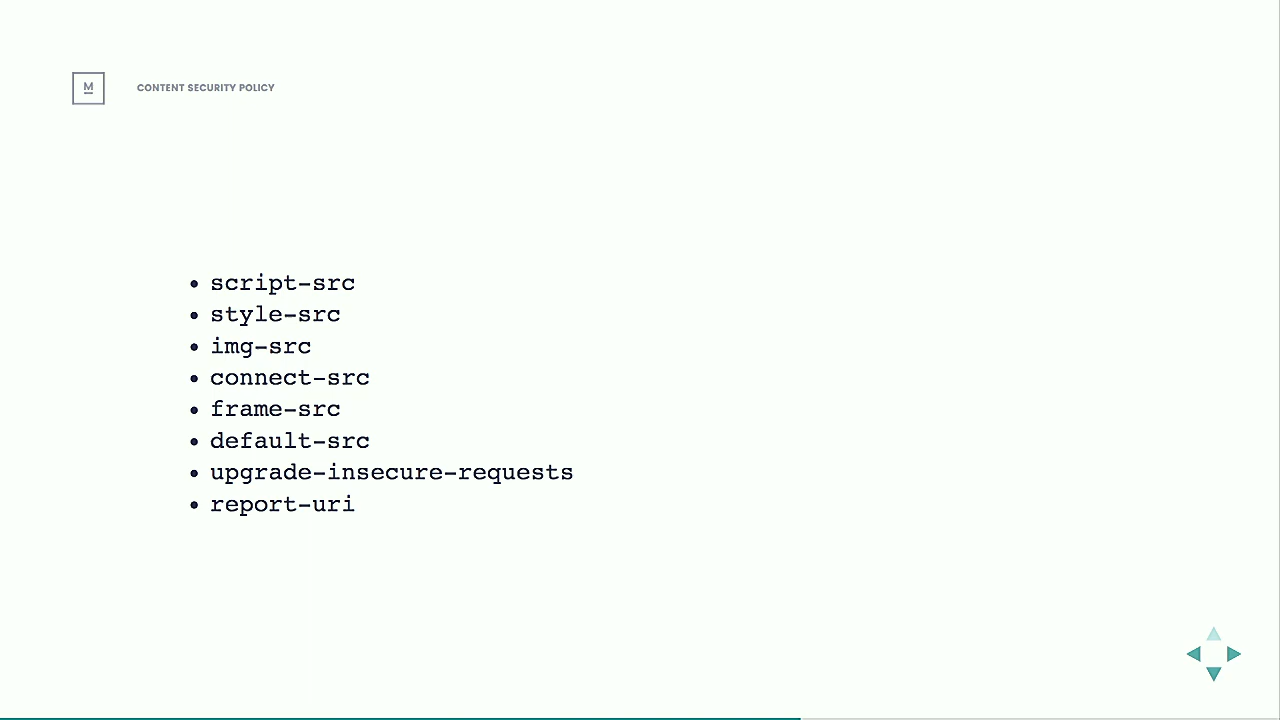 M
CONTENT SECURITY POLICY
• script-src
• style-src
• img-src
• connect-src
• frame-src
• default-src
• upgrade-insecure-requests
• report-uri